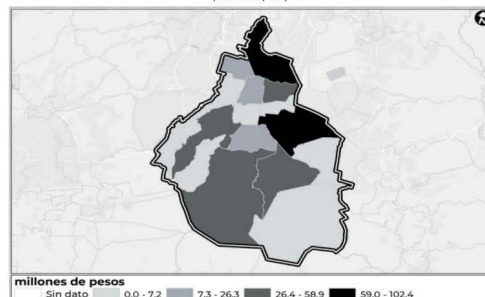 millones de pesos
Sin dato 0.0 - 7.2 7.3 - 26.3 26.4 - 58.9 59.0 - 102.4